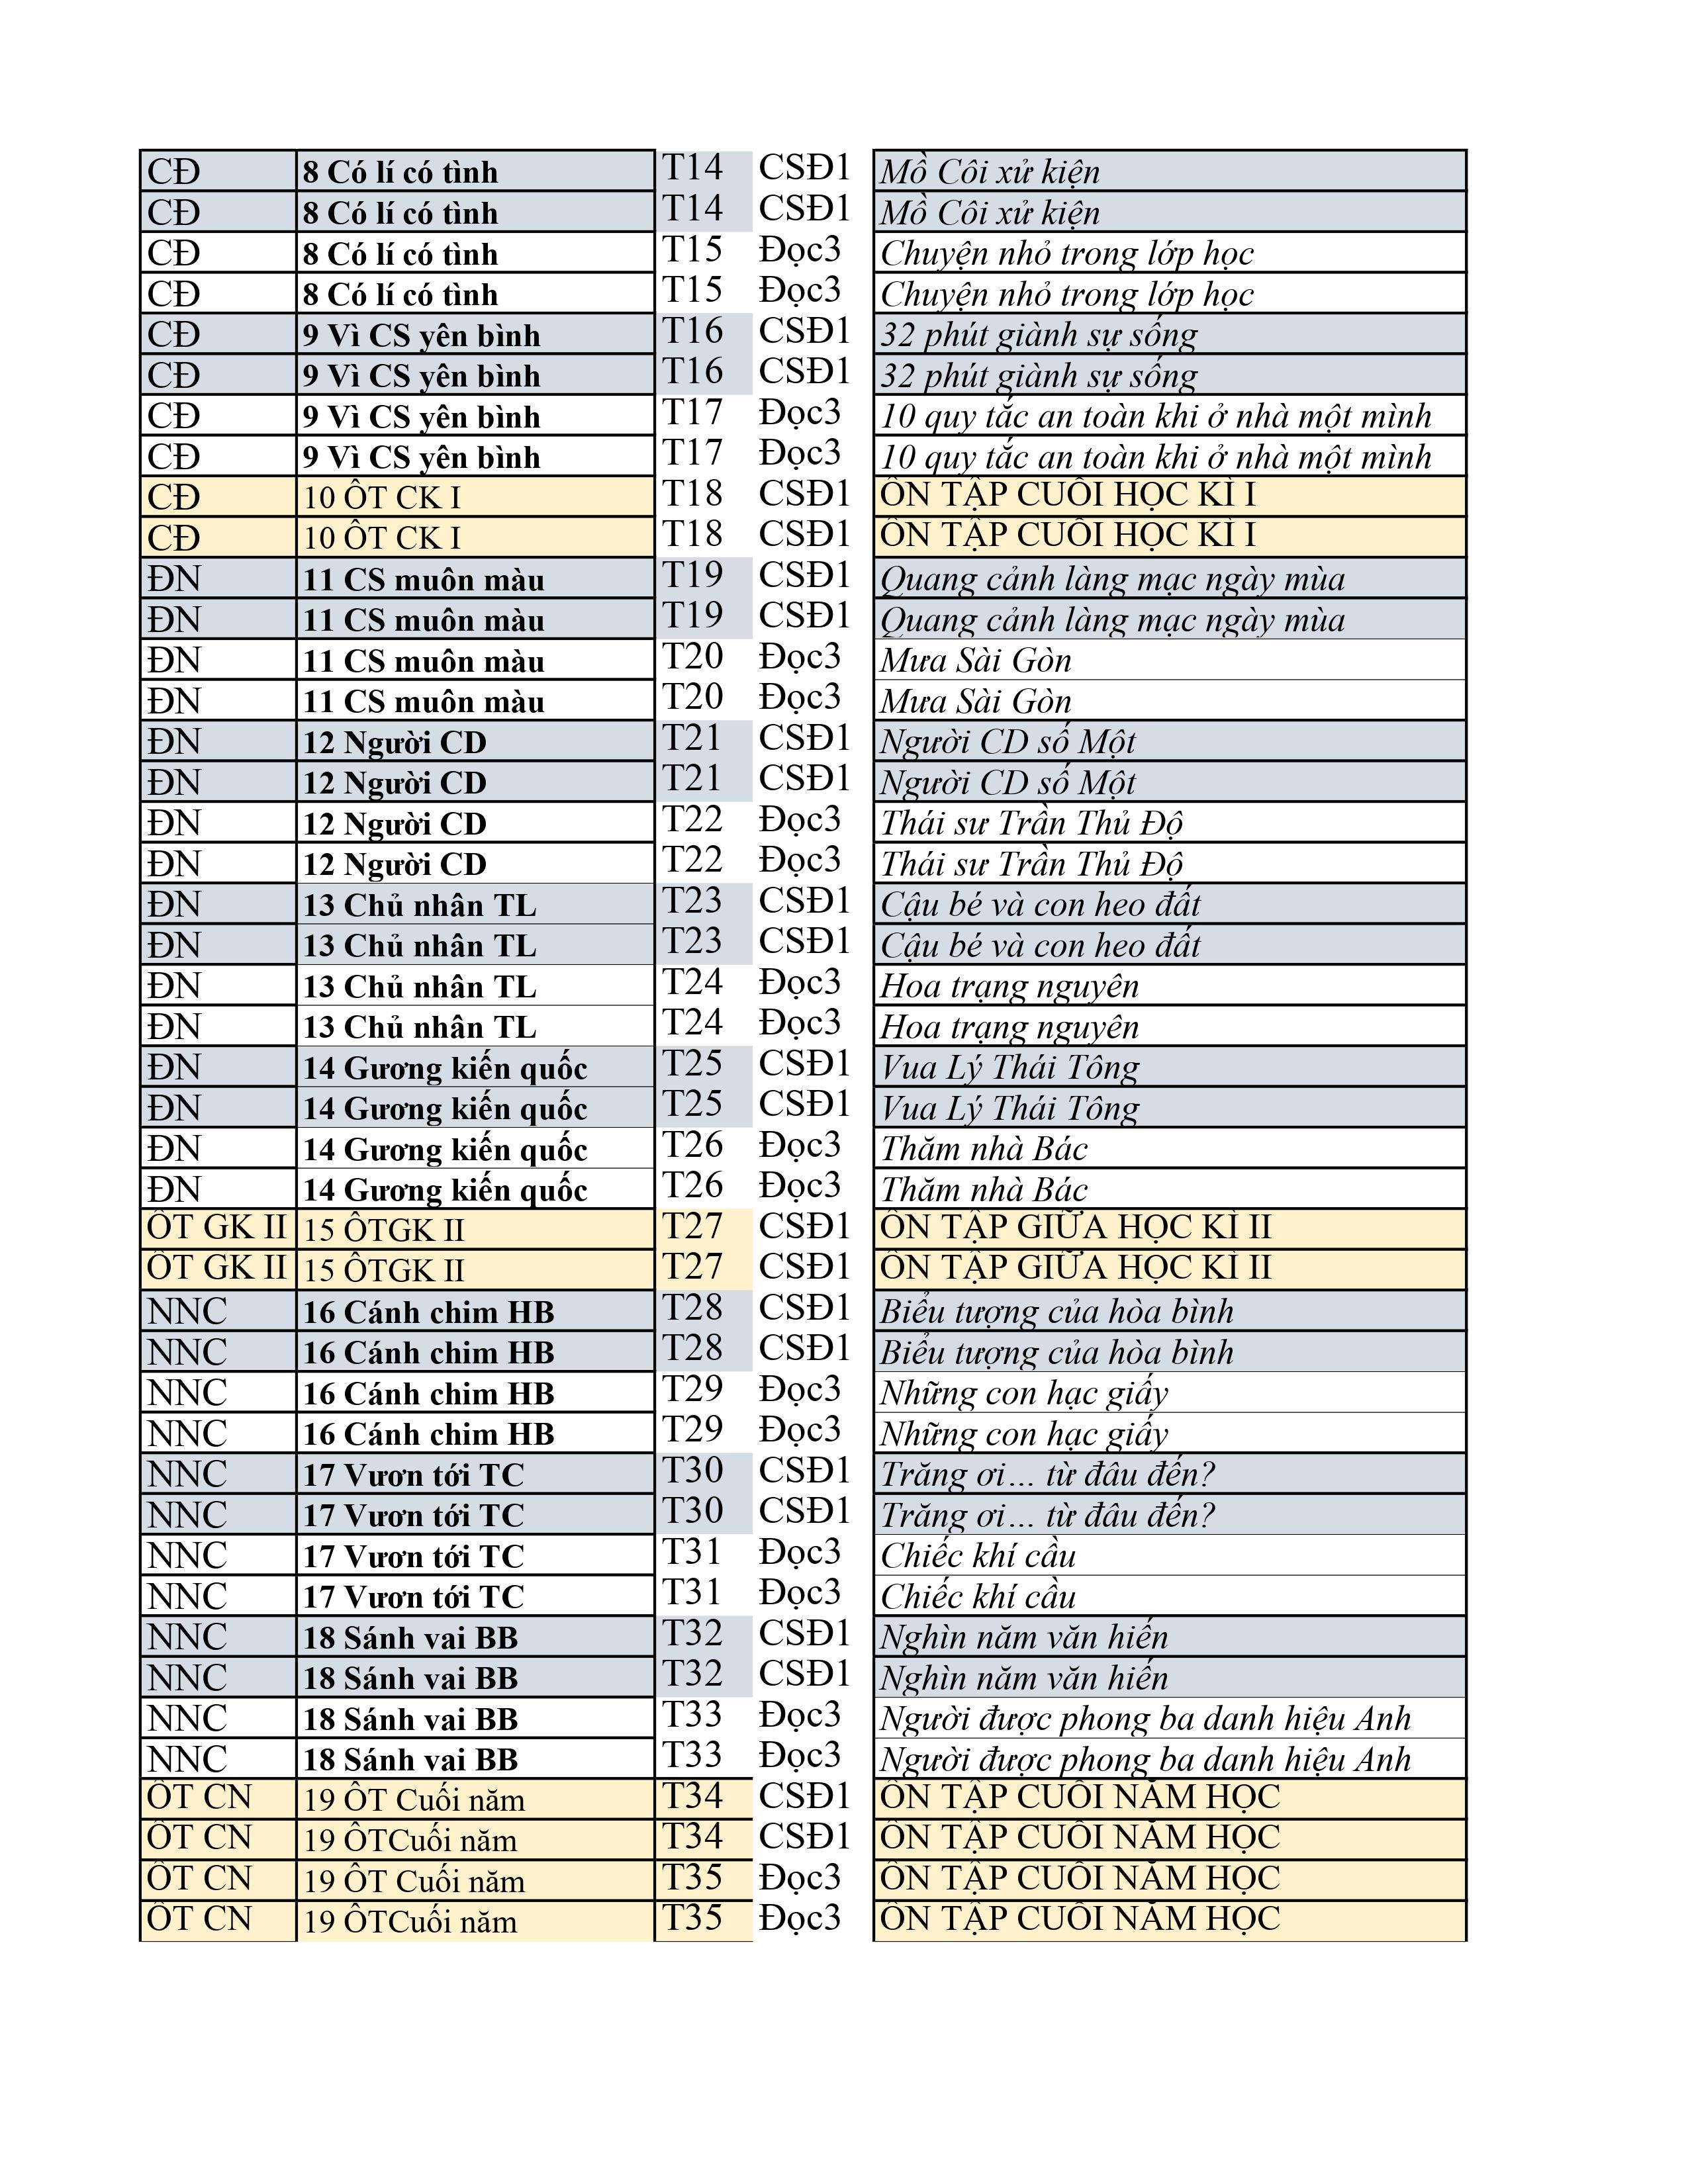 CĐ 8 Có lí có tình T14 CSĐ1 Mồ Côi xử kiện
CĐ 8 Có lí có tình T14 CSĐ1 Mồ Côi xử kiện
CĐ 8 Có lí có tình T15 Đọc3 Chuyện nhỏ trong lớp học
CĐ 8 Có lí có tình T15 Đọc3 Chuyện nhỏ trong lớp học
CĐ 9 Vì CS yên bình T16 CSĐ1 32 phút giành sự sống
CĐ 9 Vì CS yên bình T16 CSĐ1 32 phút giành sự sống
CĐ 9 Vì CS yên bình T17 Đọc3 10 quy tắc an toàn khi ở nhà một mình
CĐ 9 Vì CS yên bình T17 Đọc3 10 quy tắc an toàn khi ở nhà một mình
CĐ 10 ÔT CK I T18 CSĐ1 ÔN TẬP CUỐI HỌC KÌ I
CĐ 10 ÔT CK I T18 CSĐ1 ÔN TẬP CUỐI HỌC KÌ I
ĐN 11 CS muôn màu T19 CSĐ1 Quang cảnh làng mạc ngày mùa
ĐN 11 CS muôn màu T19 CSĐ1 Quang cảnh làng mạc ngày mùa
ĐN 11 CS muôn màu T20 Đọc3 Mưa Sài Gòn
ĐN 11 CS muôn màu T20 Đọc3 Mưa Sài Gòn
ĐN 12 Người CD T21 CSĐ1 Người CD số Một
ĐN 12 Người CD T21 CSĐ1 Người CD số Một
ĐN 12 Người CD T22 Đọc3 Thái sư Trần Thủ Độ
ĐN 12 Người CD T22 Đọc3 Thái sư Trần Thủ Độ
ĐN 13 Chủ nhân TL T23 CSĐ1 Cậu bé và con heo đất
ĐN 13 Chủ nhân TL T23 CSĐ1 Cậu bé và con heo đất
ĐN 13 Chủ nhân TL T24 Đọc3 Hoa trạng nguyên
ĐN 13 Chủ nhân TL T24 Đọc3 Hoa trạng nguyên
ĐN 14 Gương kiến quốc T25 CSĐ1 Vua Lý Thái Tông
ĐN 14 Gương kiến quốc T25 CSĐ1 Vua Lý Thái Tông
ĐN 14 Gương kiến quốc T26 Đọc3 Thăm nhà Bác
ĐN 14 Gương kiến quốc T26 Đọc3 Thăm nhà Bác
ÔT GK II 15 ÔTGK II T27 CSĐ1 ÔN TẬP GIỮA HỌC KÌ II
ÔT GK II 15 ÔTGK II T27 CSĐ1 ÔN TẬP GIỮA HỌC KÌ II
NNC 16 Cánh chim HB T28 CSĐ1 Biểu tượng của hòa bình
NNC 16 Cánh chim HB T28 CSĐ1 Biểu tượng của hòa bình
NNC 16 Cánh chim HB T29 Đọc3 Những con hạc giấy
NNC 16 Cánh chim HB T29 Đọc3 Những con hạc giấy
NNC 17 Vươn tới TC T30 CSĐ1 Trăng ơi… từ đâu đến?
NNC 17 Vươn tới TC T30 CSĐ1 Trăng ơi… từ đâu đến?
NNC 17 Vươn tới TC T31 Đọc3 Chiếc khí cầu
NNC 17 Vươn tới TC T31 Đọc3 Chiếc khí cầu
NNC 18 Sánh vai BB T32 CSĐ1 Nghìn năm văn hiến
NNC 18 Sánh vai BB T32 CSĐ1 Nghìn năm văn hiến
NNC 18 Sánh vai BB T33 Đọc3 Người được phong ba danh hiệu Anh
NNC 18 Sánh vai BB T33 Đọc3 Người được phong ba danh hiệu Anh
ÔT CN 19 ÔT Cuối năm T34 CSĐ1 ÔN TẬP CUỐI NĂM HỌC
ÔT CN 19 ÔTCuối năm T34 CSĐ1 ÔN TẬP CUỐI NĂM HỌC
ÔT CN 19 ÔT Cuối năm T35 Đọc3 ÔN TẬP CUỐI NĂM HỌC
ÔT CN 19 ÔTCuối năm T35 Đọc3 ÔN TẬP CUỐI NĂM HỌC